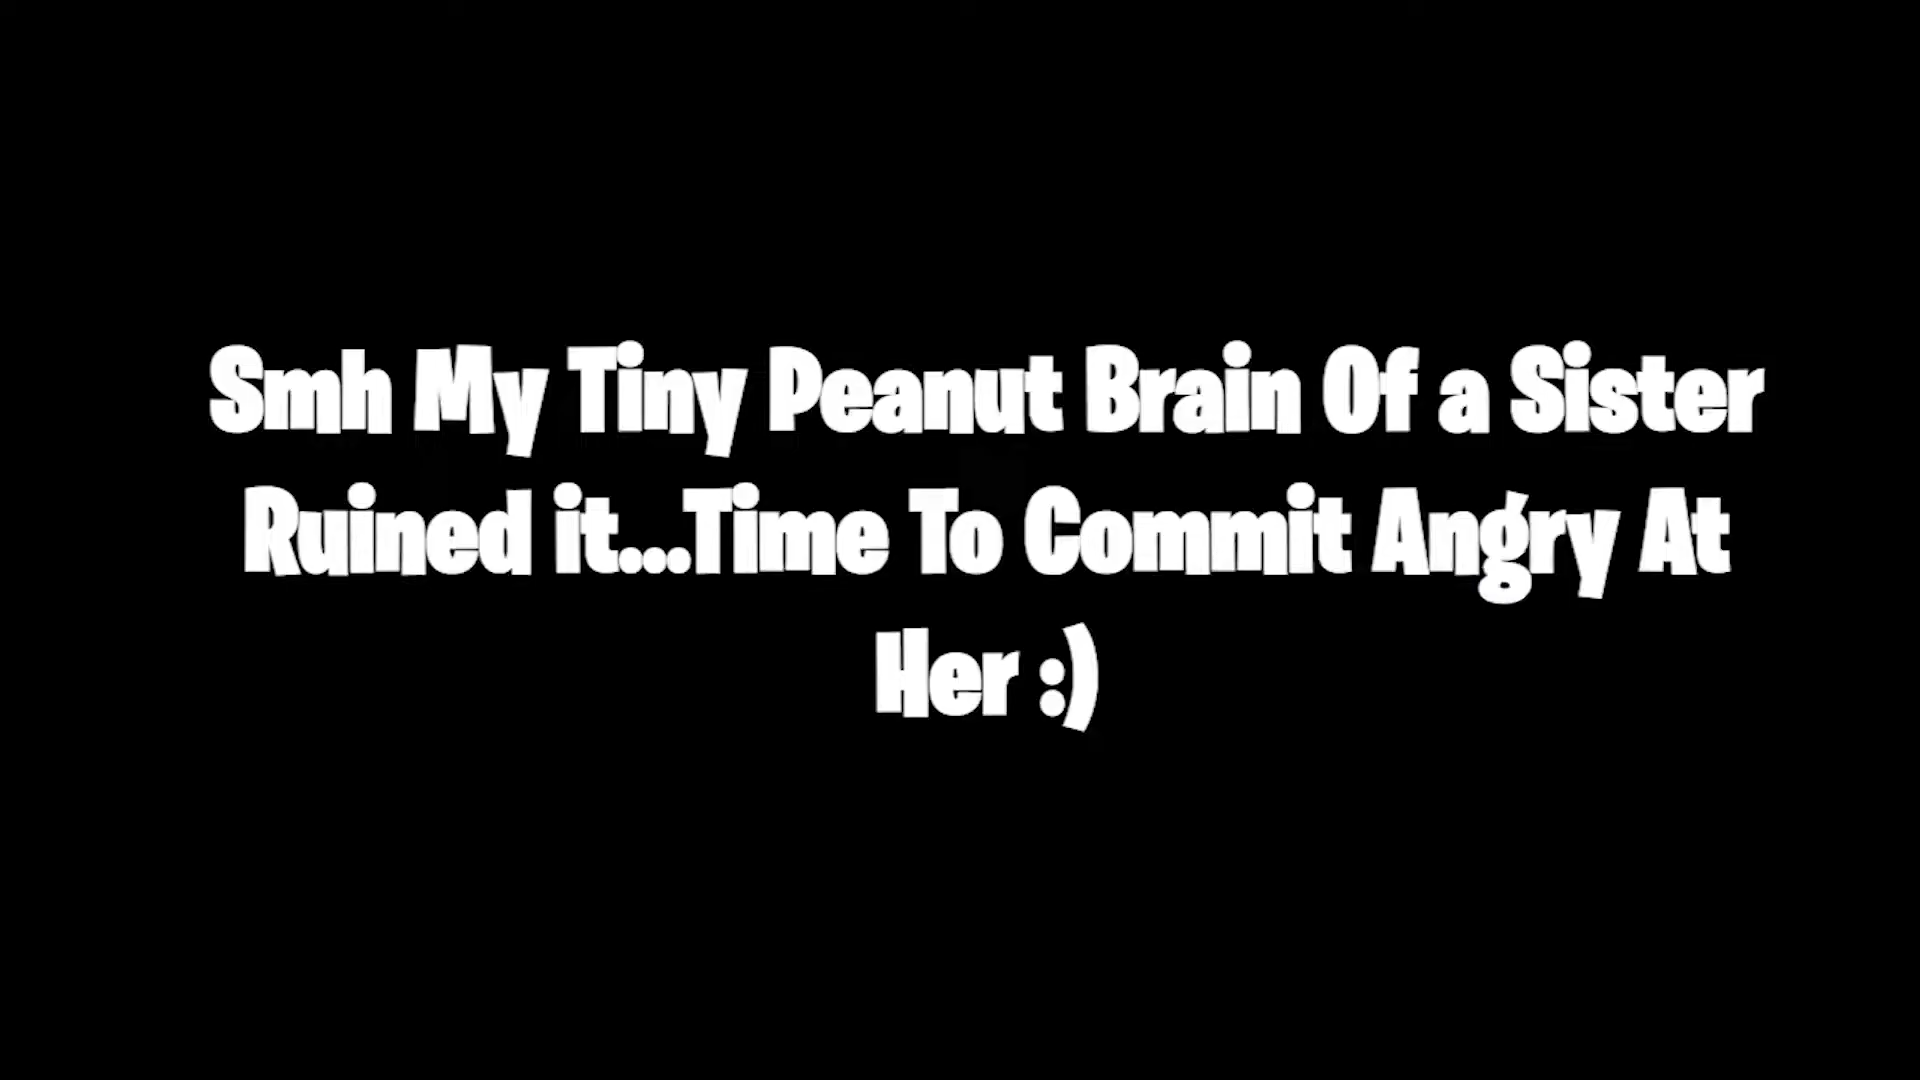 Smh My Tiny Peanut Brain Of a Sister
Ruined it...Time To Commit Angry At
Her :)